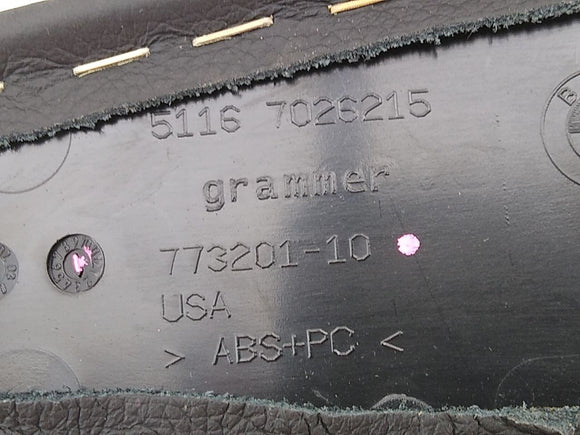 5116 7026215
grammer
773201-10
USA
> ABS+PC <